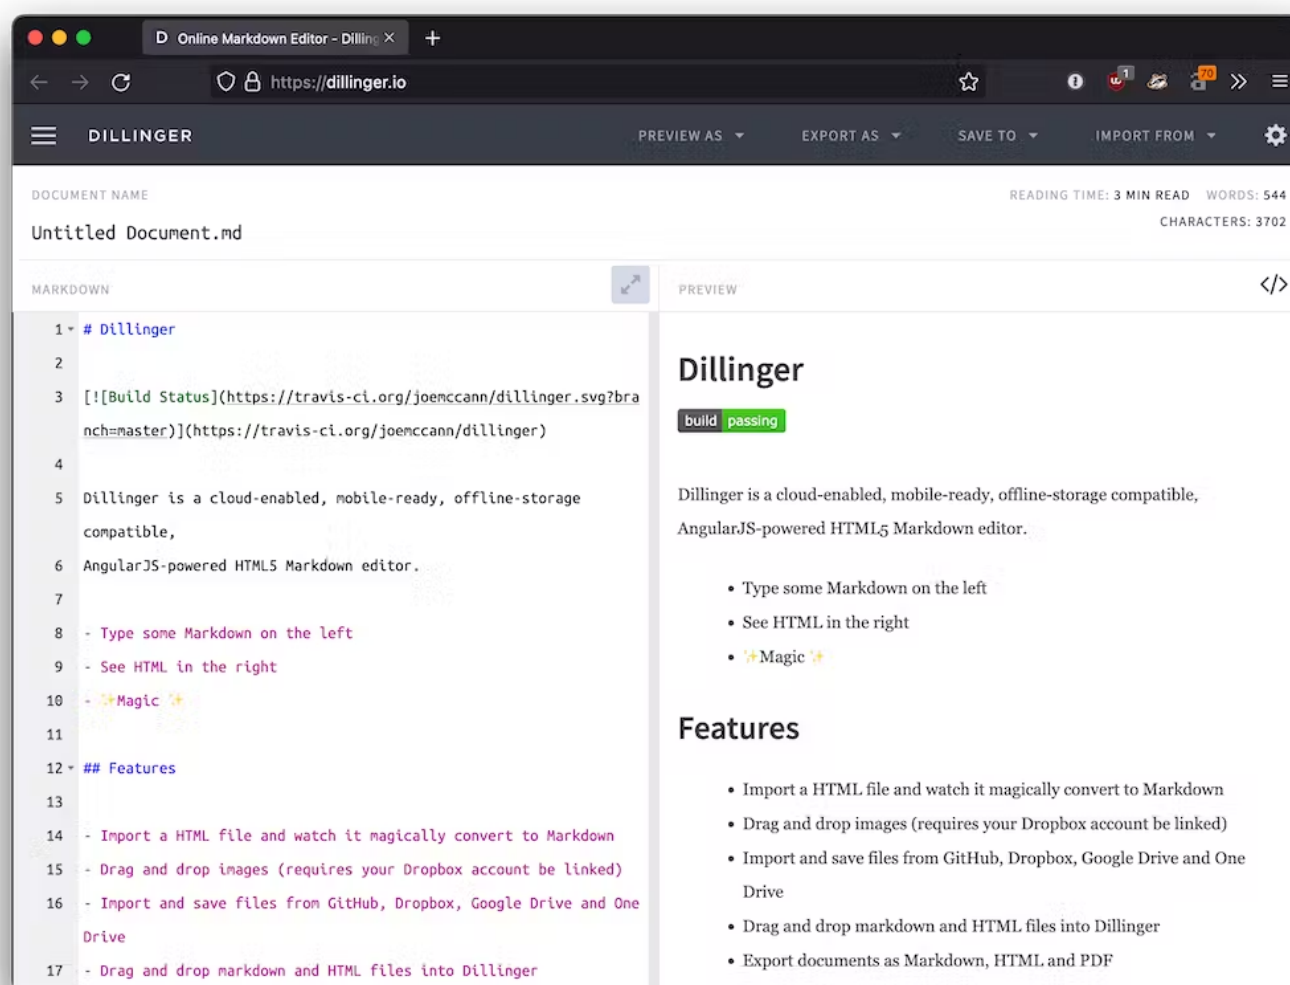 D Online Markdown Editor - Dilling
https://dillinger.io
1
70
DILLINGER
PREVIEW AS
EXPORT AS
SAVE TO
IMPORT FROM
DOCUMENT NAME
READING TIME: 3 MIN READ WORDS: 544
CHARACTERS: 3702
Untitled Document.md
MARKDOWN
1 # Dillinger
2
3 [![Build Status](https://travis-ci.org/joemccann/dillinger.svg?bra
nch=master)](https://travis-ci.org/joemccann/dillinger)
4
5 Dillinger is a cloud-enabled, mobile-ready, offline-storage
compatible,
6 AngularJS-powered HTML5 Markdown editor.
7
8 - Type some Markdown on the left
9 - See HTML in the right
10 - ✨Magic ✨
11
12 ## Features
13
14 - Import a HTML file and watch it magically convert to Markdown
15 - Drag and drop images (requires your Dropbox account be linked)
16 - Import and save files from GitHub, Dropbox, Google Drive and One
Drive
17 - Drag and drop markdown and HTML files into Dillinger
PREVIEW
</>
Dillinger
build passing
Dillinger is a cloud-enabled, mobile-ready, offline-storage compatible,
AngularJS-powered HTML5 Markdown editor.
• Type some Markdown on the left
• See HTML in the right
• ✨Magic ✨
Features
• Import a HTML file and watch it magically convert to Markdown
• Drag and drop images (requires your Dropbox account be linked)
• Import and save files from GitHub, Dropbox, Google Drive and One
Drive
• Drag and drop markdown and HTML files into Dillinger
• Export documents as Markdown, HTML and PDF